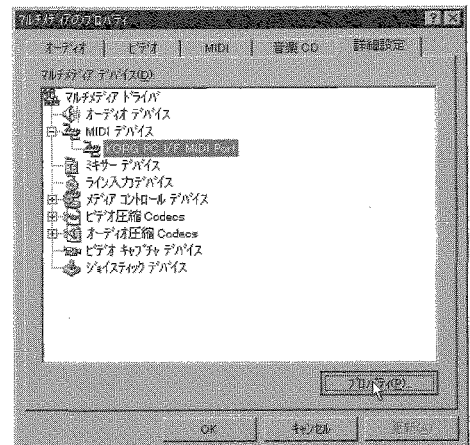 マルチメディアのプロパティ
オーディオ ビデオ MIDI 音楽 CD 詳細設定
マルチメディア デバイス(D)
マルチメディア ドライバ
オーディオ デバイス
MIDI デバイス
PC I/F MIDI Port
ミキサー デバイス
ライン入力デバイス
メディア コントロール デバイス
ビデオ圧縮 Codecs
オーディオ圧縮 Codecs
ビデオ キャプチャ デバイス
ジョイスティック デバイス
プロパティ(P)...
OK キャンセル 更新(A)